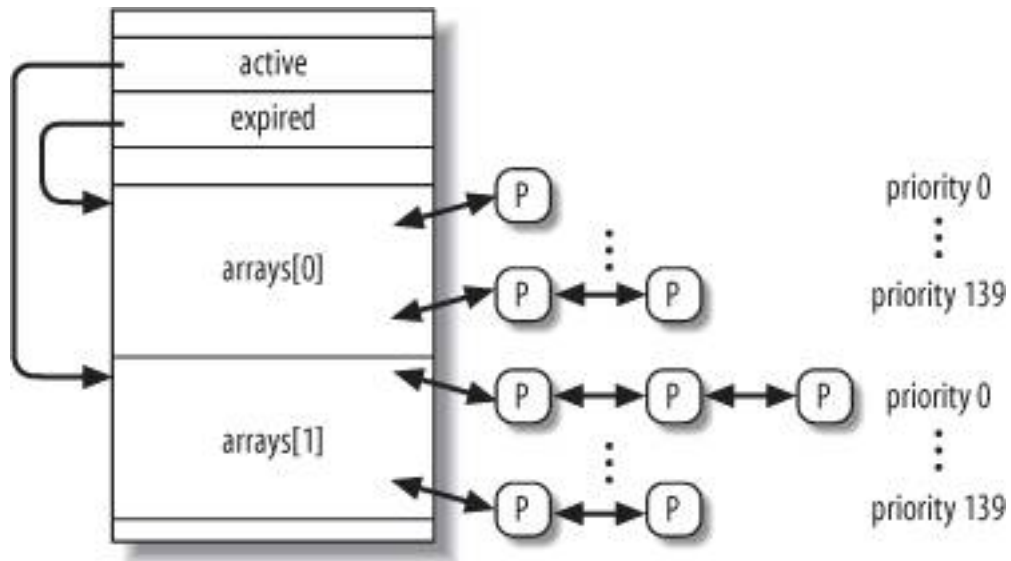 active
expired
P
priority 0
arrays[0]
P P
priority 139
P P P
priority 0
arrays[1]
P P
priority 139